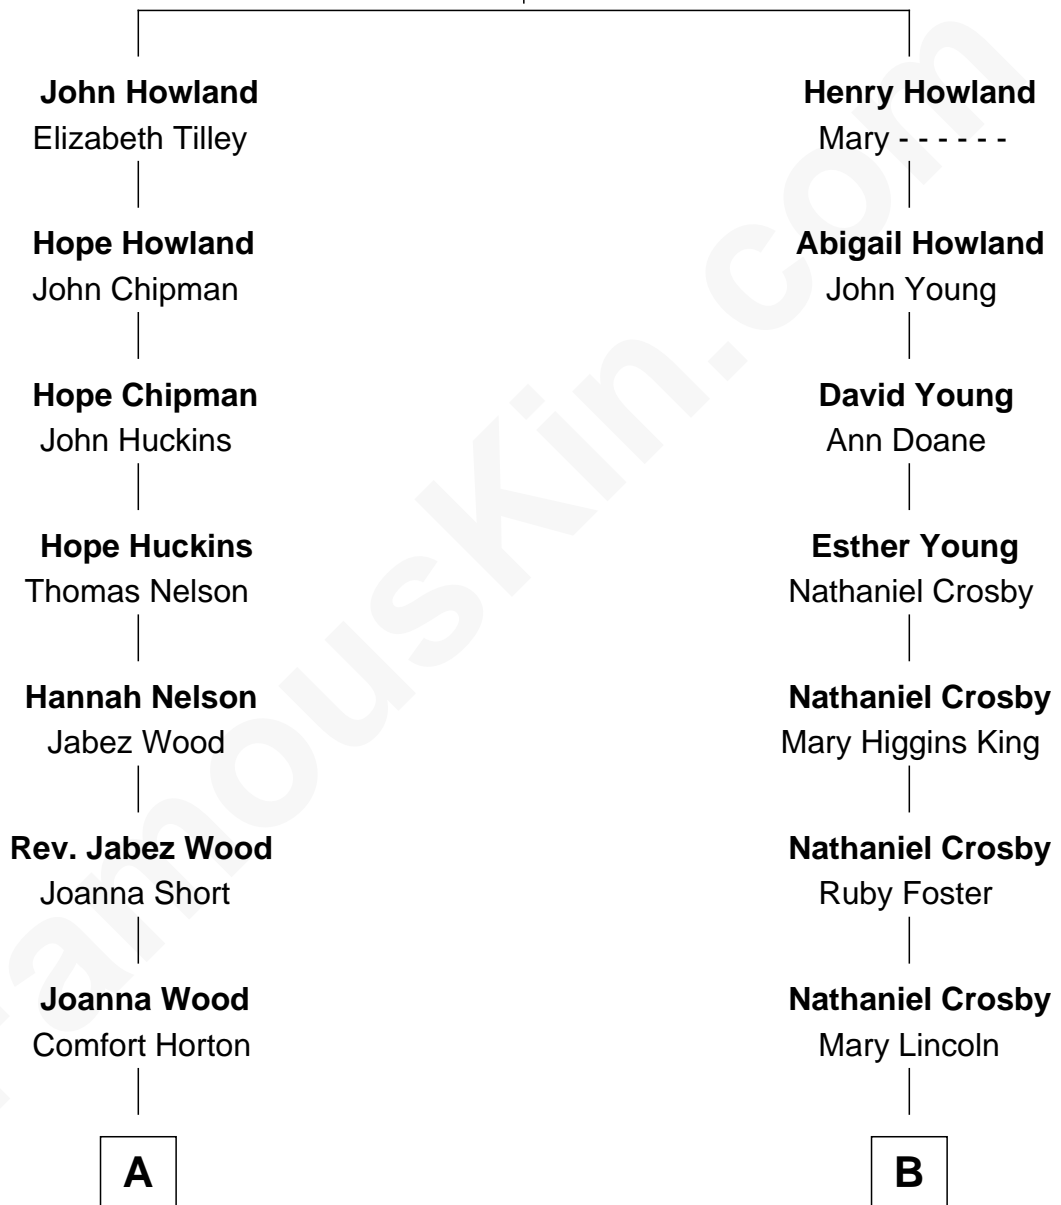 John Howland
Elizabeth Tilley
Hope Howland
John Chipman
Hope Chipman
John Huckins
Hope Huckins
Thomas Nelson
Hannah Nelson
Jabez Wood
Rev. Jabez Wood
Joanna Short
Joanna Wood
Comfort Horton
A
Henry Howland
Mary - - - - - -
Abigail Howland
John Young
David Young
Ann Doane
Esther Young
Nathaniel Crosby
Nathaniel Crosby
Mary Higgins King
Nathaniel Crosby
Ruby Foster
Nathaniel Crosby
Mary Lincoln
B
FamousKin.com